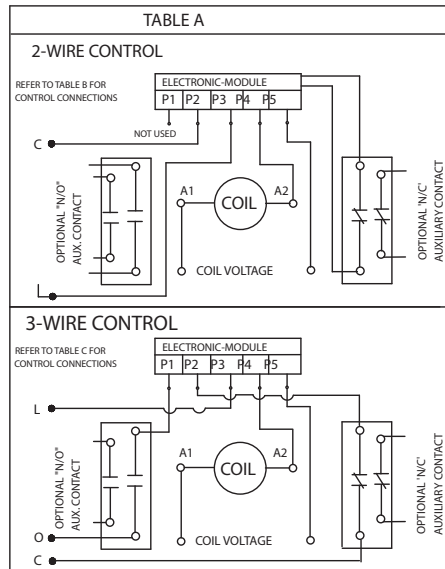 TABLE A
2-WIRE CONTROL
REFER TO TABLE B FOR
CONTROL CONNECTIONS
ELECTRONIC-MODULE
P1 P2 P3 P4 P5
NOT USED
C
OPTIONAL "N/O"
AUX. CONTACT
A1
COIL
A2
COIL VOLTAGE
OPTIONAL 'N/C'
AUXILIARY CONTACT
L
3-WIRE CONTROL
REFER TO TABLE C FOR
CONTROL CONNECTIONS
ELECTRONIC-MODULE
P1 P2 P3 P4 P5
L
OPTIONAL "N/O"
AUX. CONTACT
A1
COIL
A2
COIL VOLTAGE
OPTIONAL 'N/C'
AUXILIARY CONTACT
O
C